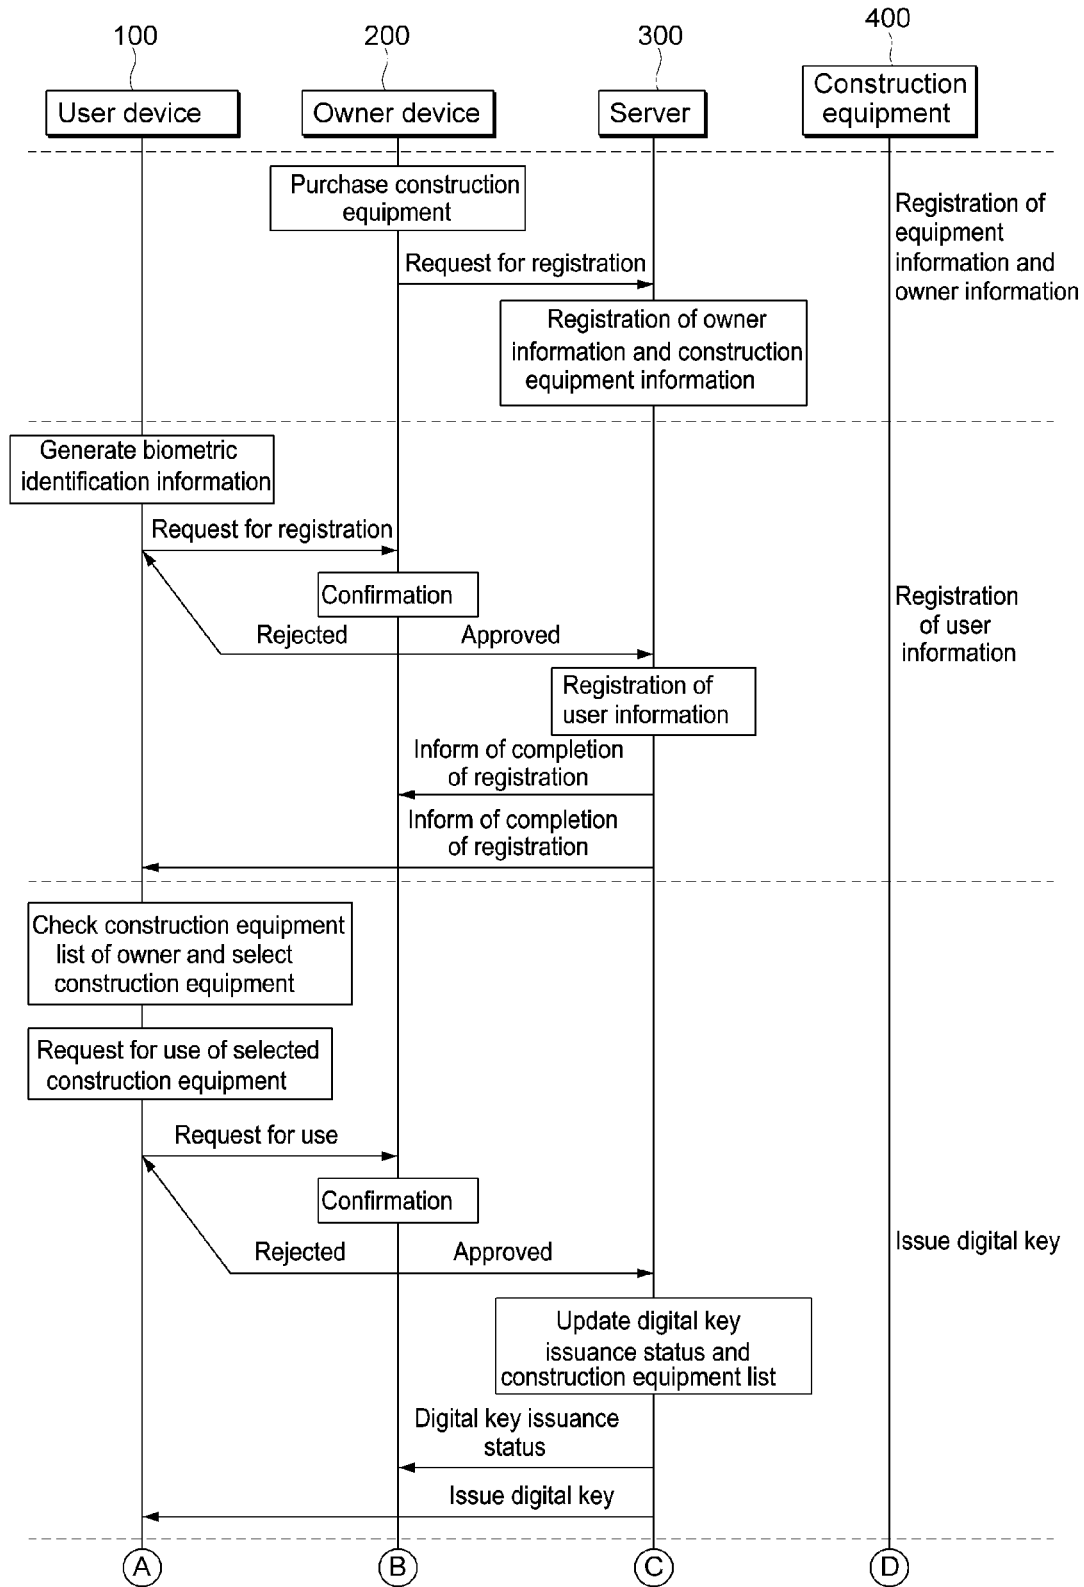 100
200
300
400
User device
Owner device
Server
Construction
equipment
Purchase construction
equipment
Registration of
equipment
information and
owner information
Request for registration
Registration of owner
information and construction
equipment information
Generate biometric
identification information
Request for registration
Confirmation
Rejected
Approved
Registration
of user
information
Registration of
user information
Inform of completion
of registration
Inform of completion
of registration
Check construction equipment
list of owner and select
construction equipment
Request for use of selected
construction equipment
Request for use
Confirmation
Rejected
Approved
Issue digital key
Update digital key
issuance status and
construction equipment list
Digital key issuance
status
Issue digital key
A
B
C
D